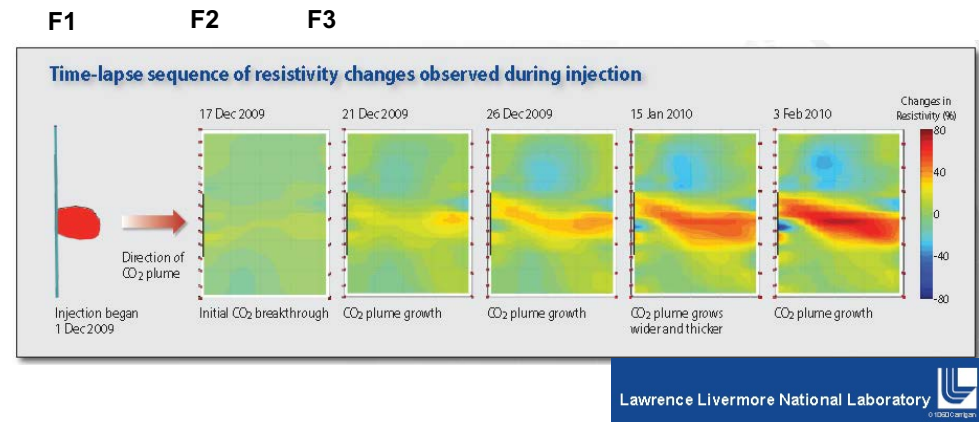 F1 F2 F3
Time-lapse sequence of resistivity changes observed during injection
17 Dec 2009 21 Dec 2009 26 Dec 2009 15 Jan 2010 3 Feb 2010
Changes in
Resistivity (%)
80
40
0
-40
-80
Direction of
CO2 plume
Injection began
1 Dec 2009
Initial CO2 breakthrough
CO2 plume growth
CO2 plume growth
CO2 plume grows
wider and thicker
CO2 plume growth
Lawrence Livermore National Laboratory